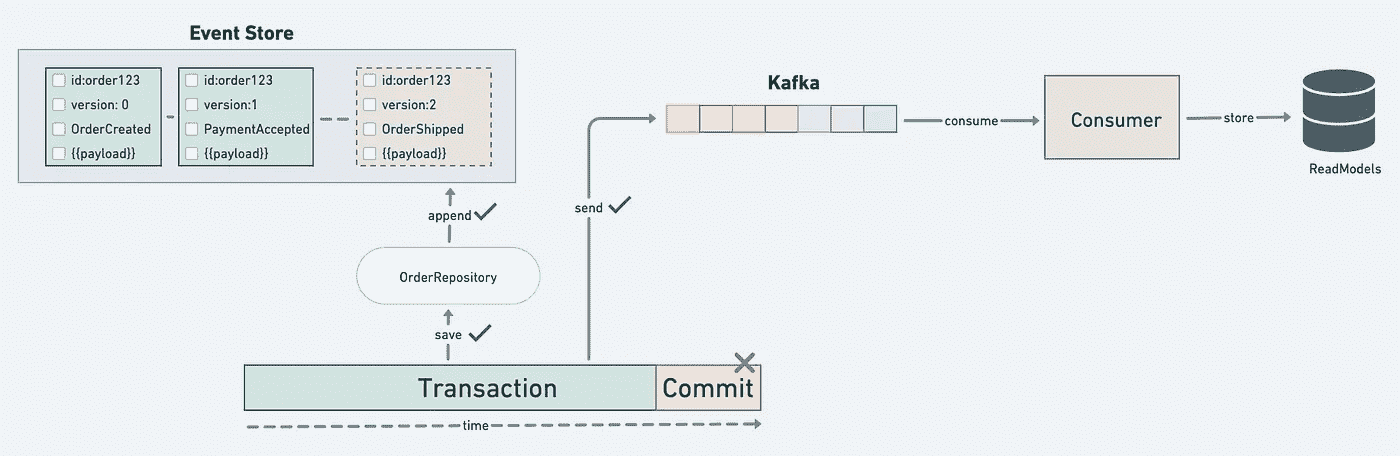 Event Store
id:order123
version: 0
OrderCreated
{{payload}}
id:order123
version:1
PaymentAccepted
{{payload}}
id:order123
version:2
OrderShipped
{{payload}}
append
OrderRepository
save
send
Kafka
consume
Consumer
store
ReadModels
Transaction
Commit
time